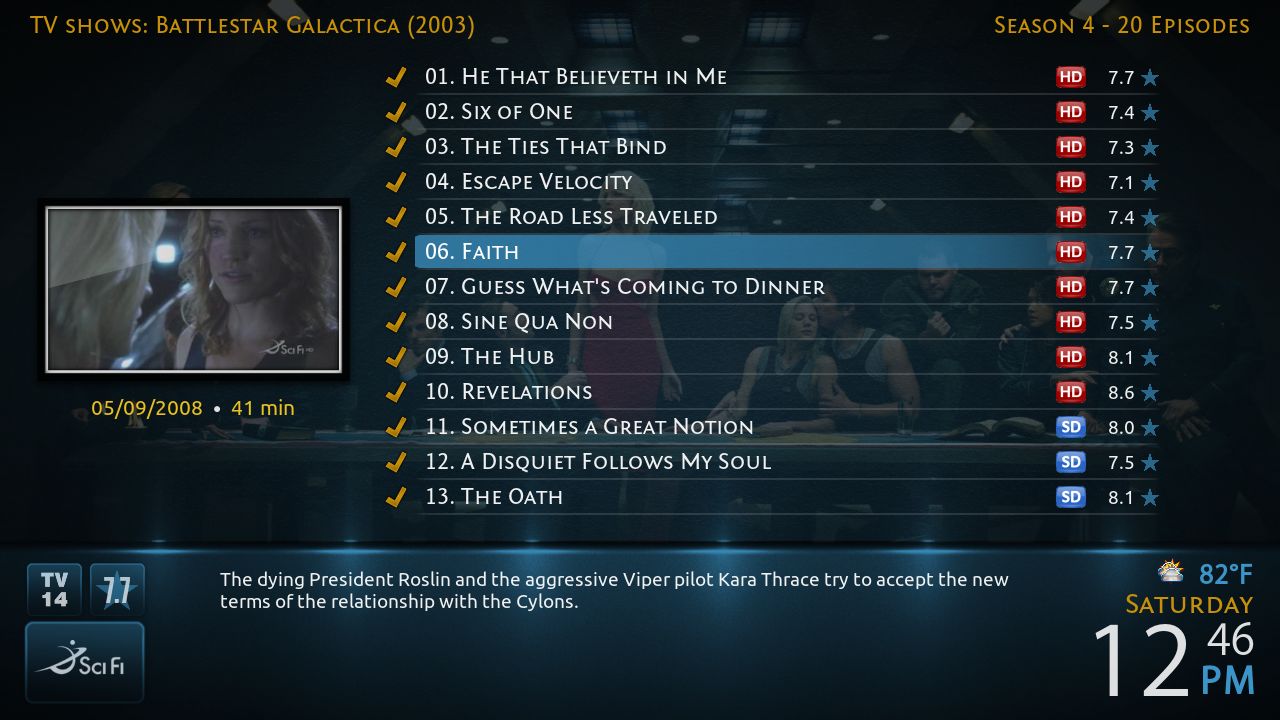 TV shows: Battlestar Galactica (2003)
Season 4 - 20 Episodes
01. He That Believeth in Me HD 7.7
02. Six of One HD 7.4
03. The Ties That Bind HD 7.3
04. Escape Velocity HD 7.1
05. The Road Less Traveled HD 7.4
06. Faith HD 7.7
07. Guess What's Coming to Dinner HD 7.7
08. Sine Qua Non HD 7.5
09. The Hub HD 8.1
10. Revelations HD 8.6
11. Sometimes a Great Notion SD 8.0
12. A Disquiet Follows My Soul SD 7.5
13. The Oath SD 8.1
SCI FI HD
05/09/2008 • 41 min
TV
14
7.7
SCI FI
The dying President Roslin and the aggressive Viper pilot Kara Thrace try to accept the new
terms of the relationship with the Cylons.
82°F
Saturday
12 46
PM